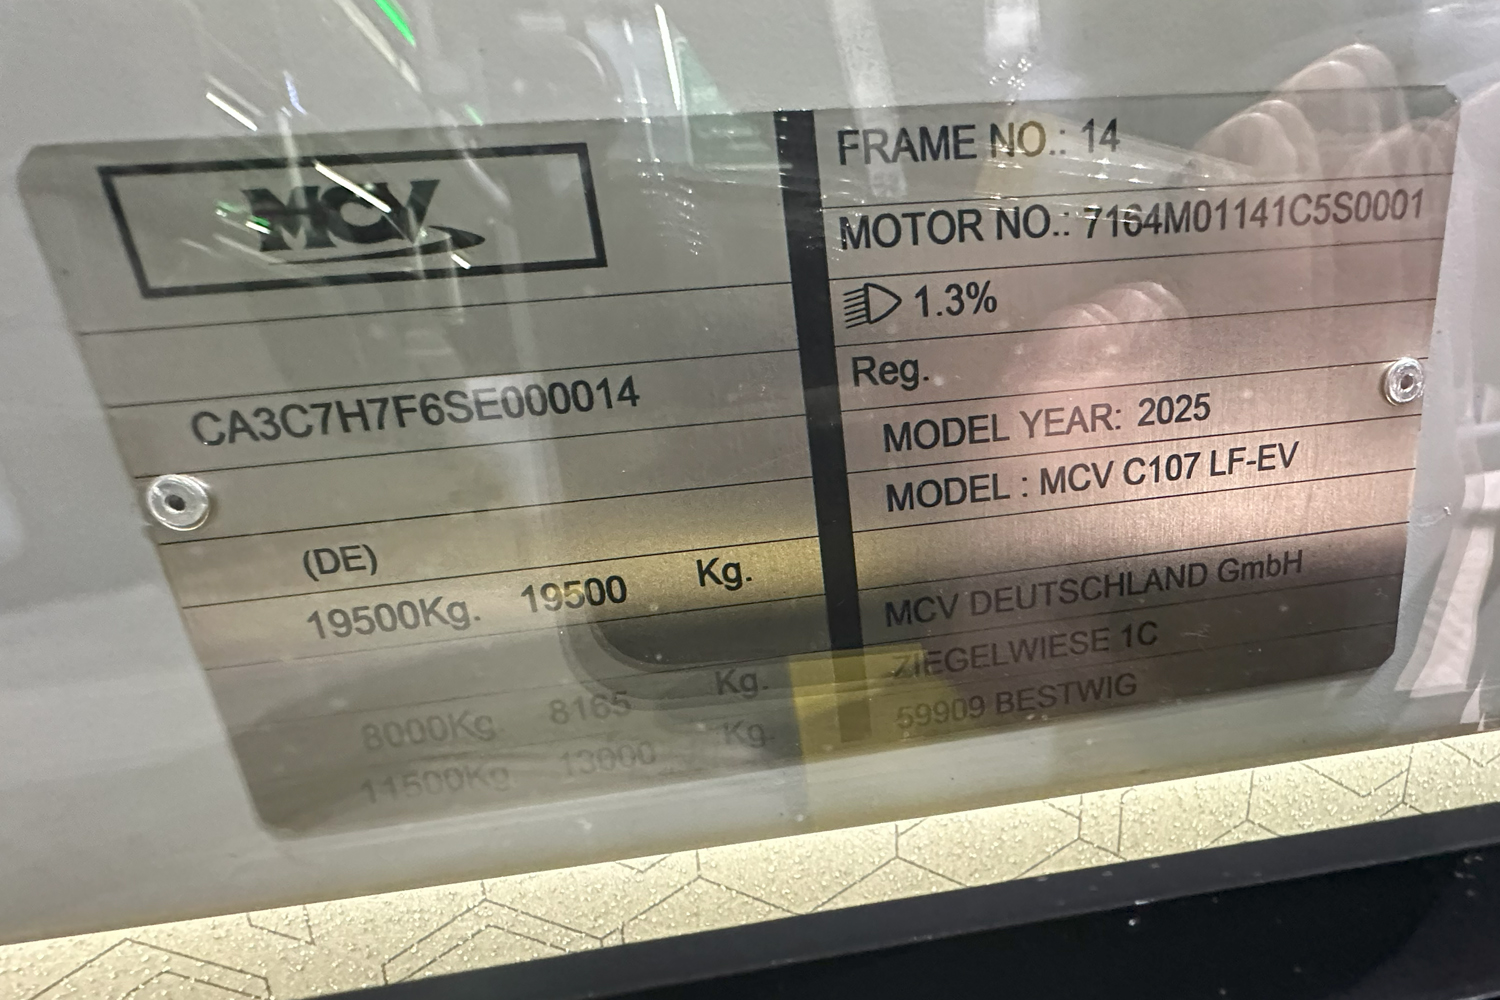 MCV
CA3C7H7F6SE000014
(DE)
19500Kg. 19500 Kg.
8000Kg 8165 Kg.
11500Kg 13000 Kg.
FRAME NO.: 14
MOTOR NO.: 7164M01141C5S0001
1.3%
Reg.
MODEL YEAR: 2025
MODEL : MCV C107 LF-EV
MCV DEUTSCHLAND GmbH
ZIEGELWIESE 1C
59909 BESTWIG